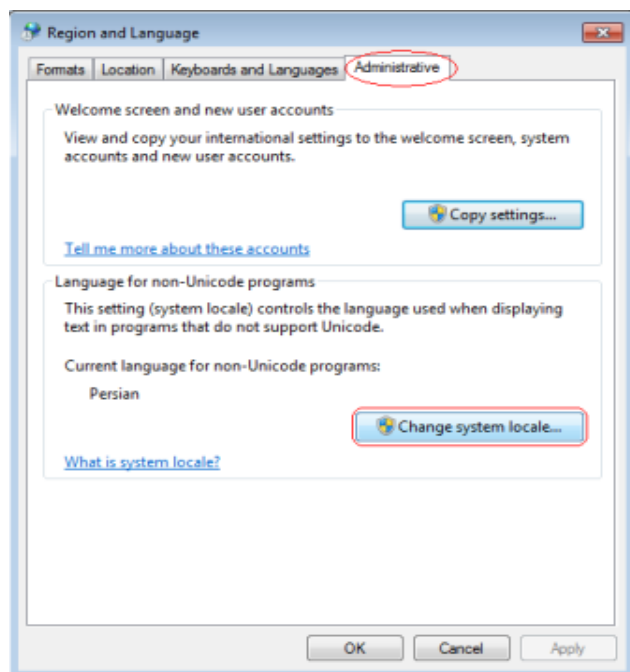 Region and Language
Formats Location Keyboards and Languages Administrative
Welcome screen and new user accounts
View and copy your international settings to the welcome screen, system
accounts and new user accounts.
Copy settings...
Tell me more about these accounts
Language for non-Unicode programs
This setting (system locale) controls the language used when displaying
text in programs that do not support Unicode.
Current language for non-Unicode programs:
Persian
Change system locale...
What is system locale?
OK Cancel Apply